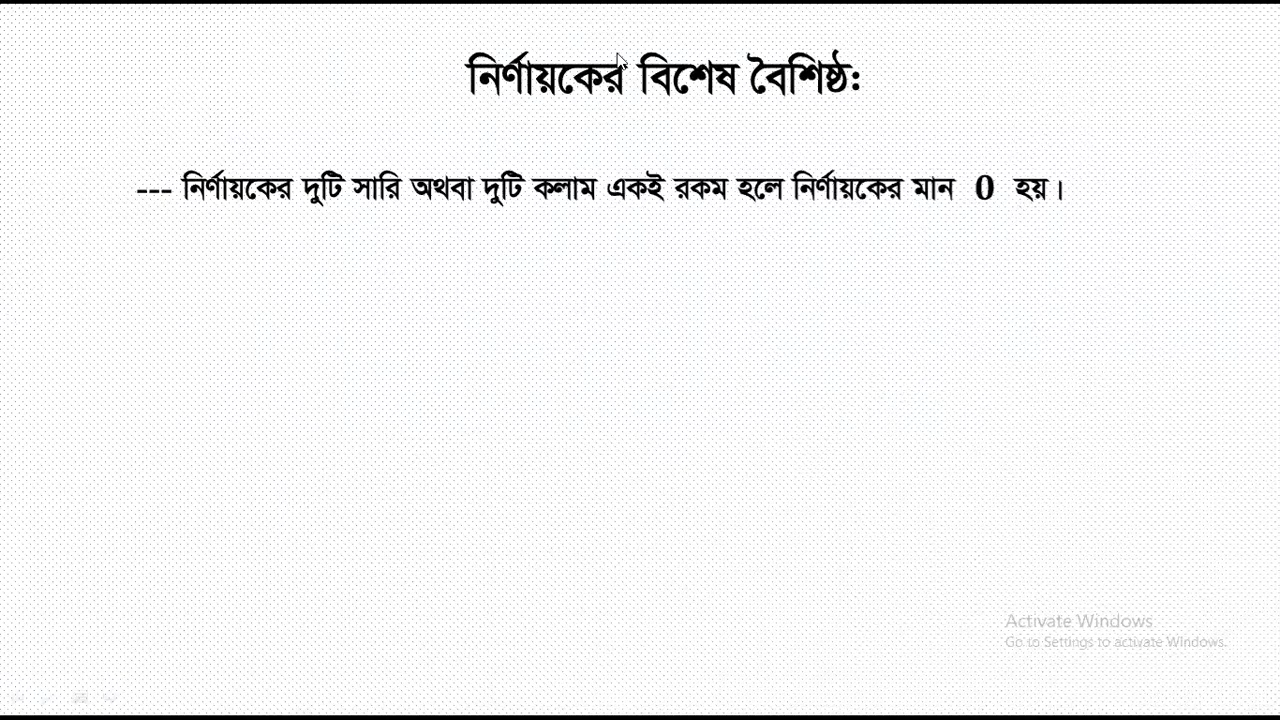 নির্ণায়কের বিশেষ বৈশিষ্ঠ:
--- নির্ণায়কের দুটি সারি অথবা দুটি কলাম একই রকম হলে নির্ণায়কের মান 0 হয়।
Activate Windows
Go to Settings to activate Windows.